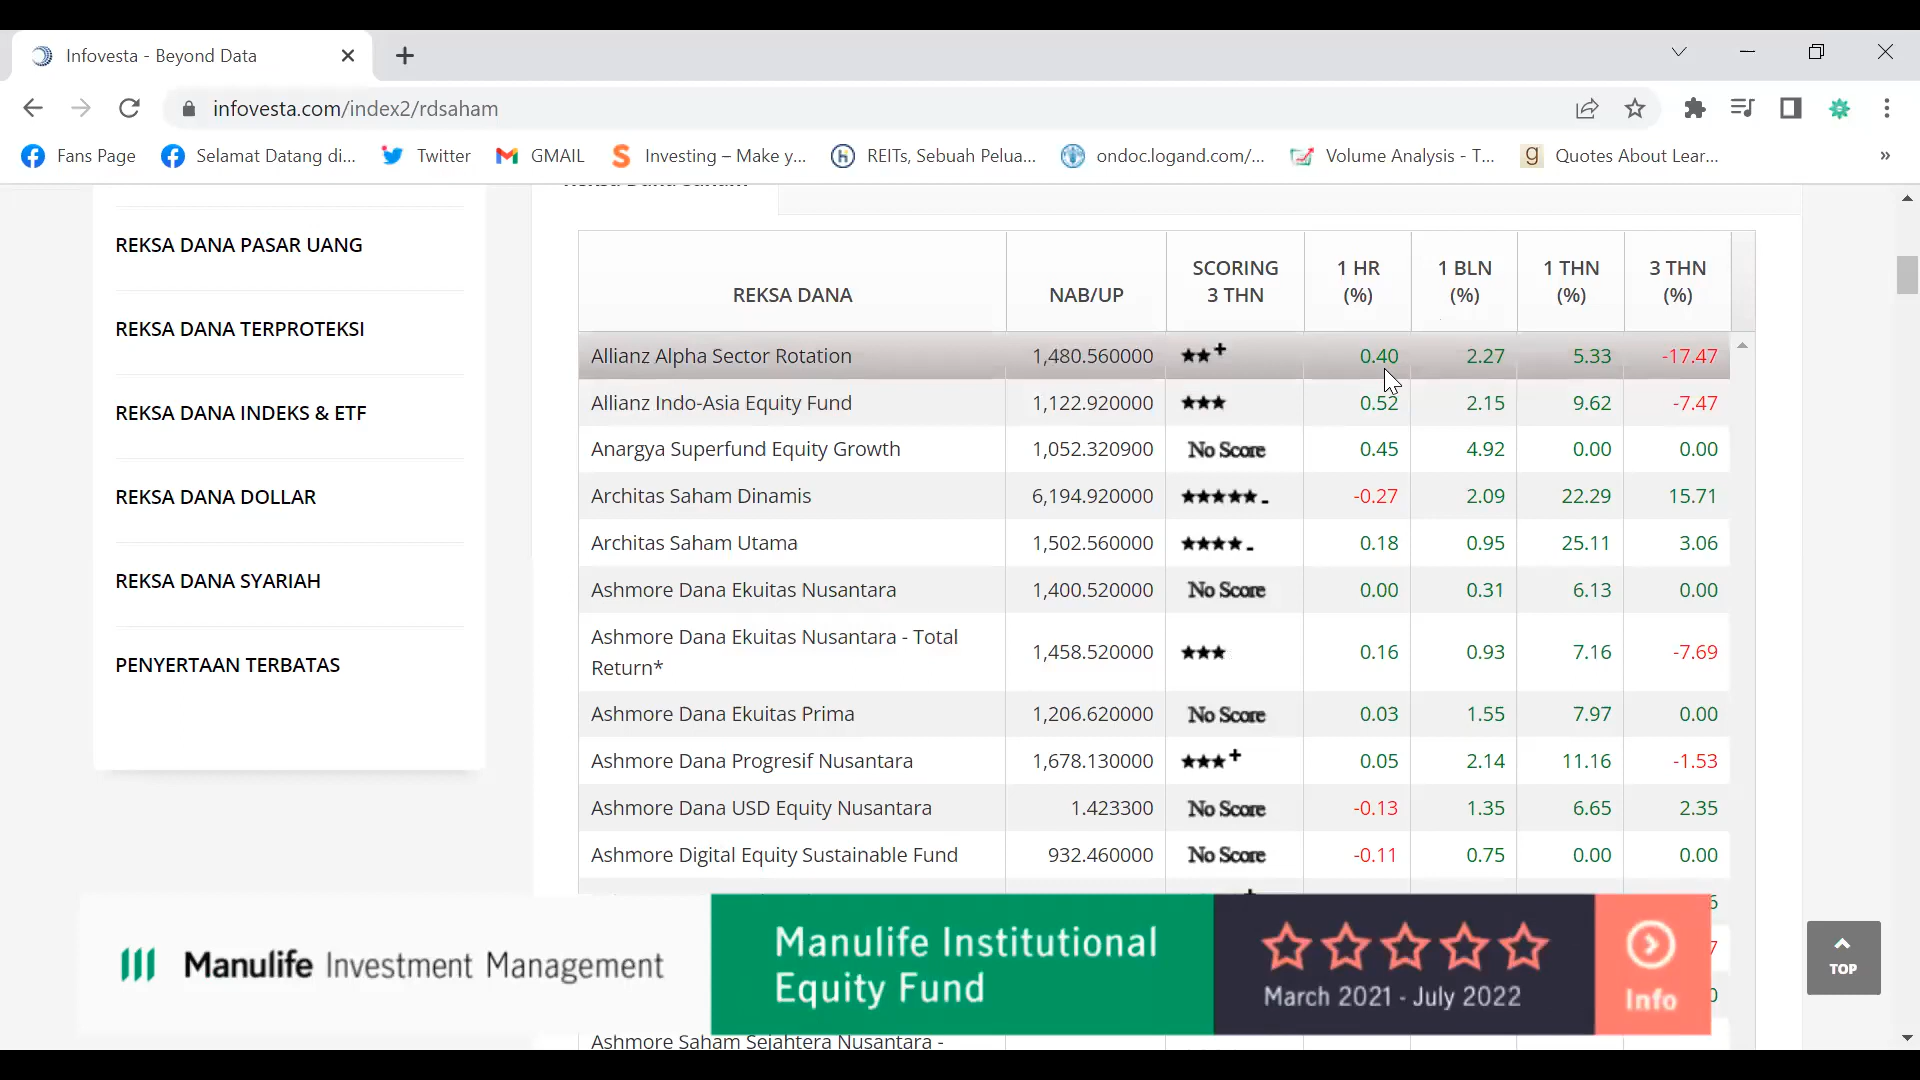 Infovesta - Beyond Data
infovesta.com/index2/rdsaham
Fans Page Selamat Datang di... Twitter GMAIL Investing – Make y... REITs, Sebuah Pelua... ondoc.logand.com/... Volume Analysis - T... Quotes About Lear... »
REKSA DANA PASAR UANG
REKSA DANA TERPROTEKSI
REKSA DANA INDEKS & ETF
REKSA DANA DOLLAR
REKSA DANA SYARIAH
PENYERTAAN TERBATAS
REKSA DANA NAB/UP SCORING 3 THN 1 HR (%) 1 BLN (%) 1 THN (%) 3 THN (%)
Allianz Alpha Sector Rotation 1,480.560000 ★★+ 0.40 2.27 5.33 -17.47
Allianz Indo-Asia Equity Fund 1,122.920000 ★★★ 0.52 2.15 9.62 -7.47
Anargya Superfund Equity Growth 1,052.320900 No Score 0.45 4.92 0.00 0.00
Architas Saham Dinamis 6,194.920000 ★★★★★- -0.27 2.09 22.29 15.71
Architas Saham Utama 1,502.560000 ★★★★- 0.18 0.95 25.11 3.06
Ashmore Dana Ekuitas Nusantara 1,400.520000 No Score 0.00 0.31 6.13 0.00
Ashmore Dana Ekuitas Nusantara - Total
Return* 1,458.520000 ★★★ 0.16 0.93 7.16 -7.69
Ashmore Dana Ekuitas Prima 1,206.620000 No Score 0.03 1.55 7.97 0.00
Ashmore Dana Progresif Nusantara 1,678.130000 ★★★+ 0.05 2.14 11.16 -1.53
Ashmore Dana USD Equity Nusantara 1.423300 No Score -0.13 1.35 6.65 2.35
Ashmore Digital Equity Sustainable Fund 932.460000 No Score -0.11 0.75 0.00 0.00
Manulife Investment Management
Manulife Institutional
Equity Fund
March 2021 - July 2022
Info
TOP
Ashmore Saham Sejahtera Nusantara -